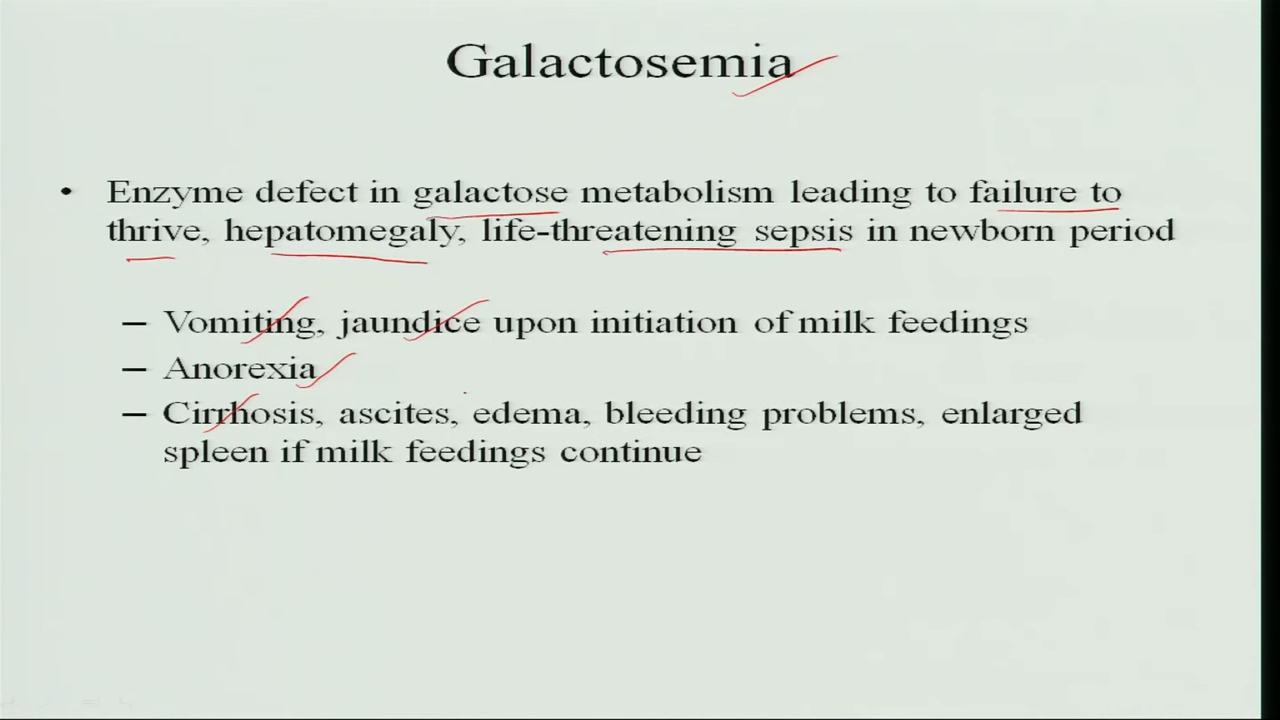 Galactosemia
• Enzyme defect in galactose metabolism leading to failure to
thrive, hepatomegaly, life-threatening sepsis in newborn period
– Vomiting, jaundice upon initiation of milk feedings
– Anorexia
– Cirrhosis, ascites, edema, bleeding problems, enlarged
spleen if milk feedings continue